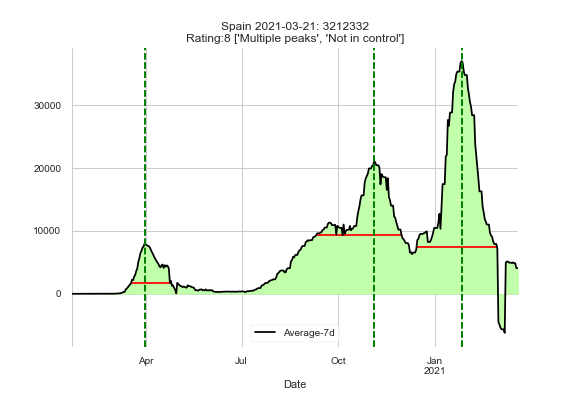 Spain 2021-03-21: 3212332
Rating:8 ['Multiple peaks', 'Not in control']
30000
20000
10000
0
Average-7d
Apr
Jul
Oct
Jan
2021
Date